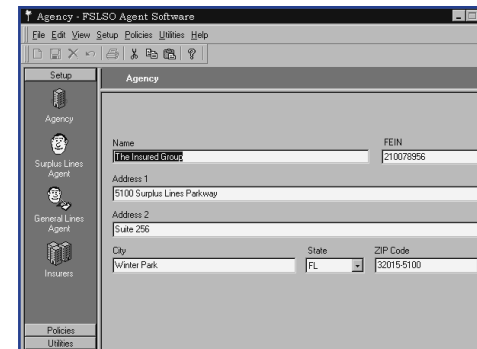 Agency - FSLSO Agent Software
File Edit View Setup Policies Utilities Help
Setup
Agency
Agency
Surplus Lines
Agent
General Lines
Agent
Insurers
Policies
Utilities
Name
FEIN
The Insured Group
210078956
Address 1
5100 Surplus Lines Parkway
Address 2
Suite 256
City
State
ZIP Code
Winter Park
FL
32015-5100